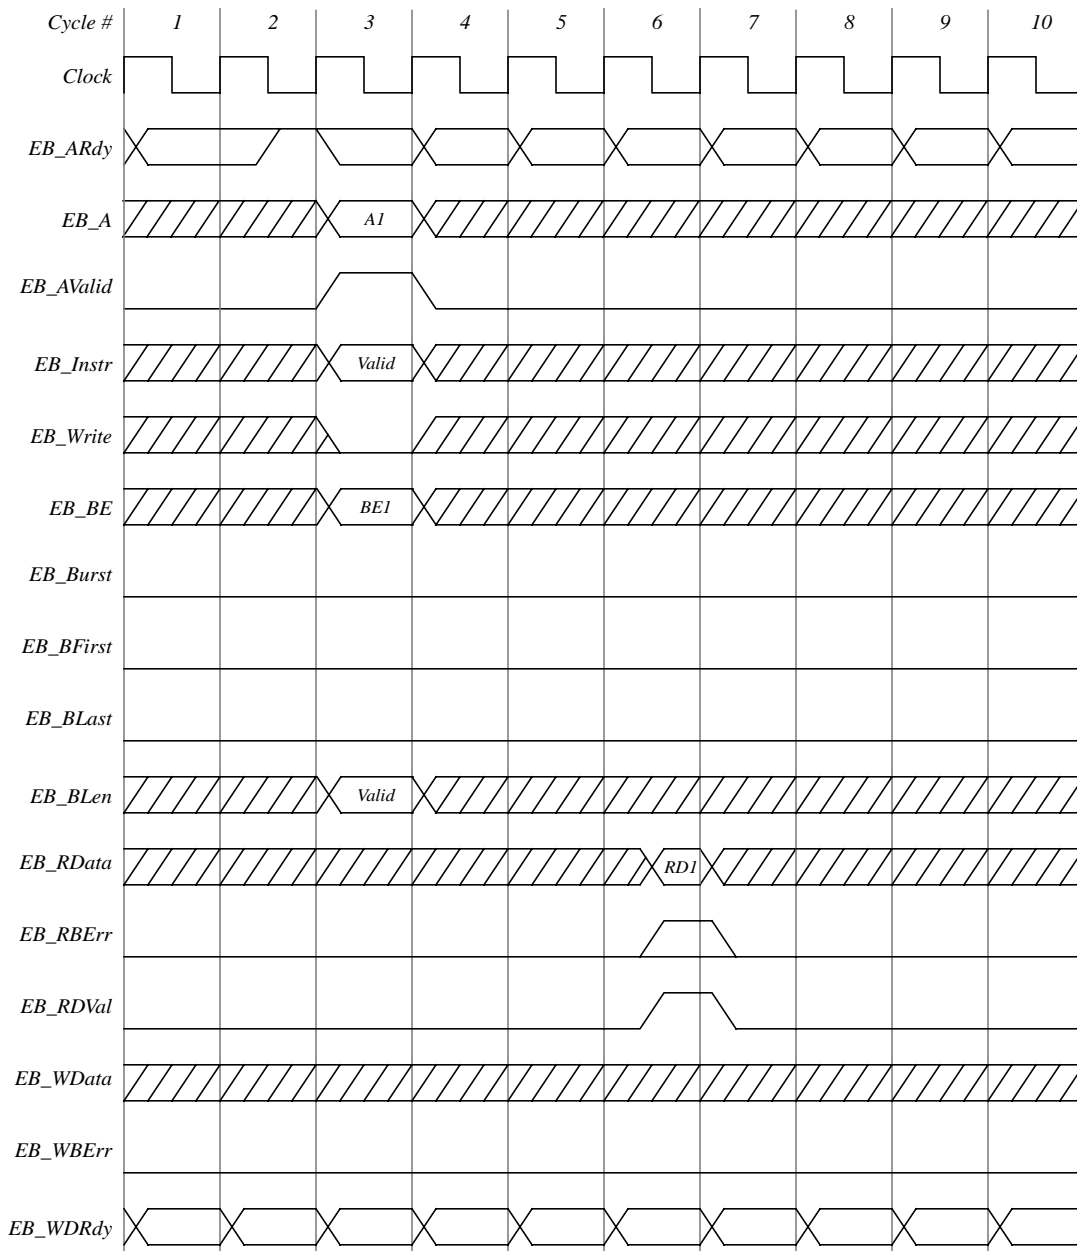 Cycle # 1 2 3 4 5 6 7 8 9 10
Clock
EB_ARdy
EB_A A1
EB_AValid
EB_Instr Valid
EB_Write
EB_BE BE1
EB_Burst
EB_BFirst
EB_BLast
EB_BLen Valid
EB_RData RD1
EB_RBErr
EB_RDVal
EB_WData
EB_WBErr
EB_WDRdy